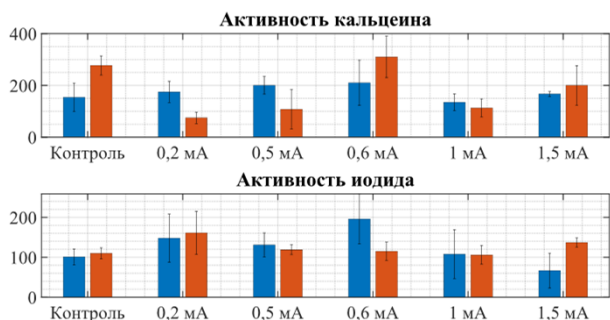 Активность кальцеина
400
200
0
Контроль 0,2 мА 0,5 мА 0,6 мА 1 мА 1,5 мА
Активность иодида
200
100
0
Контроль 0,2 мА 0,5 мА 0,6 мА 1 мА 1,5 мА